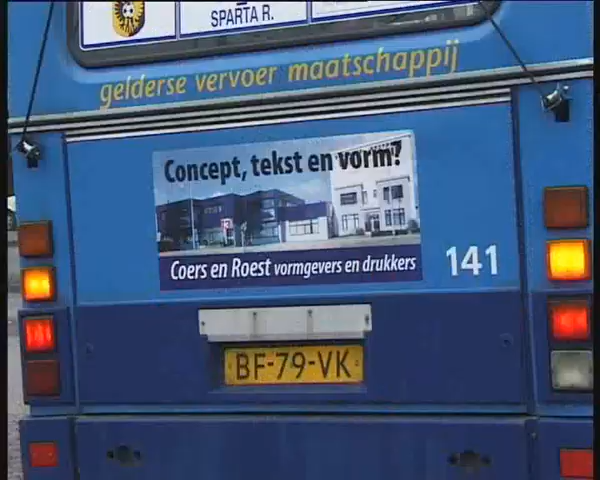 SPARTA R.
gelderse vervoer maatschappij
Concept, tekst en vorm?
Coers en Roest vormgevers en drukkers
141
BF-79-VK